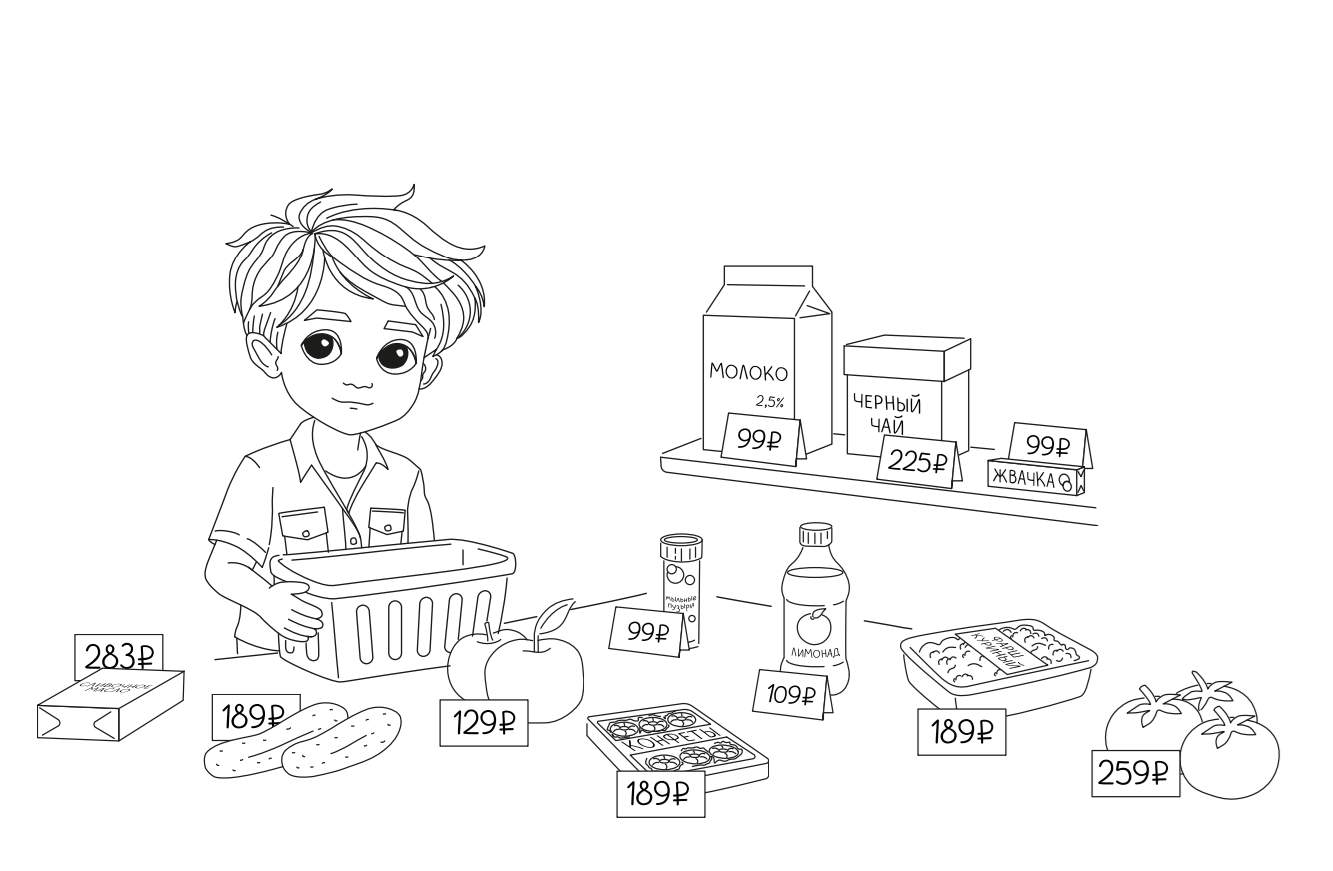 МОЛОКО
2,5%
99₽
ЧЕРНЫЙ
ЧАЙ
225₽
99₽
ЖВАЧКА
МЫЛЬНЫЕ
ПУЗЫРИ
99₽
ЛИМОНАД
109₽
ФАРШ
КУРИНЫЙ
189₽
283₽
СЛИВОЧНОЕ
МАСЛО
189₽
129₽
КОНФЕТЫ
189₽
259₽